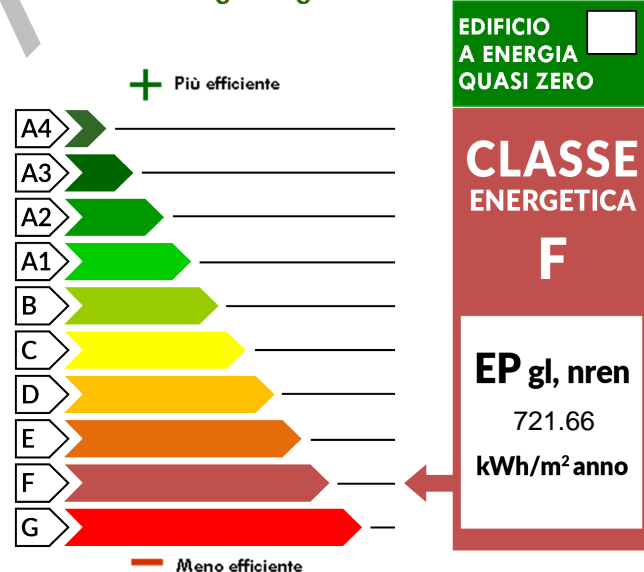 EDIFICIO
A ENERGIA
QUASI ZERO
Più efficiente
A4
A3
A2
A1
B
C
D
E
F
G
CLASSE
ENERGETICA
F
EP gl, nren
721.66
kWh/m² anno
Meno efficiente